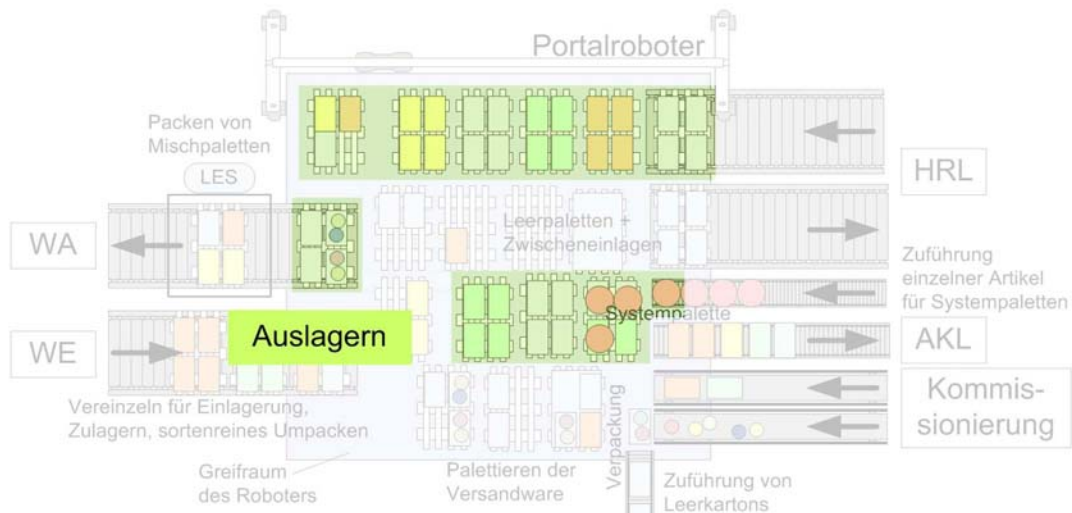 Portalroboter
Packen von
Mischpaletten
LES
HRL
WA
Leerpaletten +
Zwischeneinlagen
Zuführung
einzelner Artikel
für Systempaletten
Systempalette
WE
Auslagern
AKL
Kommis-
sionierung
Vereinzeln für Einlagerung,
Zulagern, sortenreines Umpacken
Verpackung
Greifraum
des Roboters
Palettieren der
Versandware
Zuführung von
Leerkartons